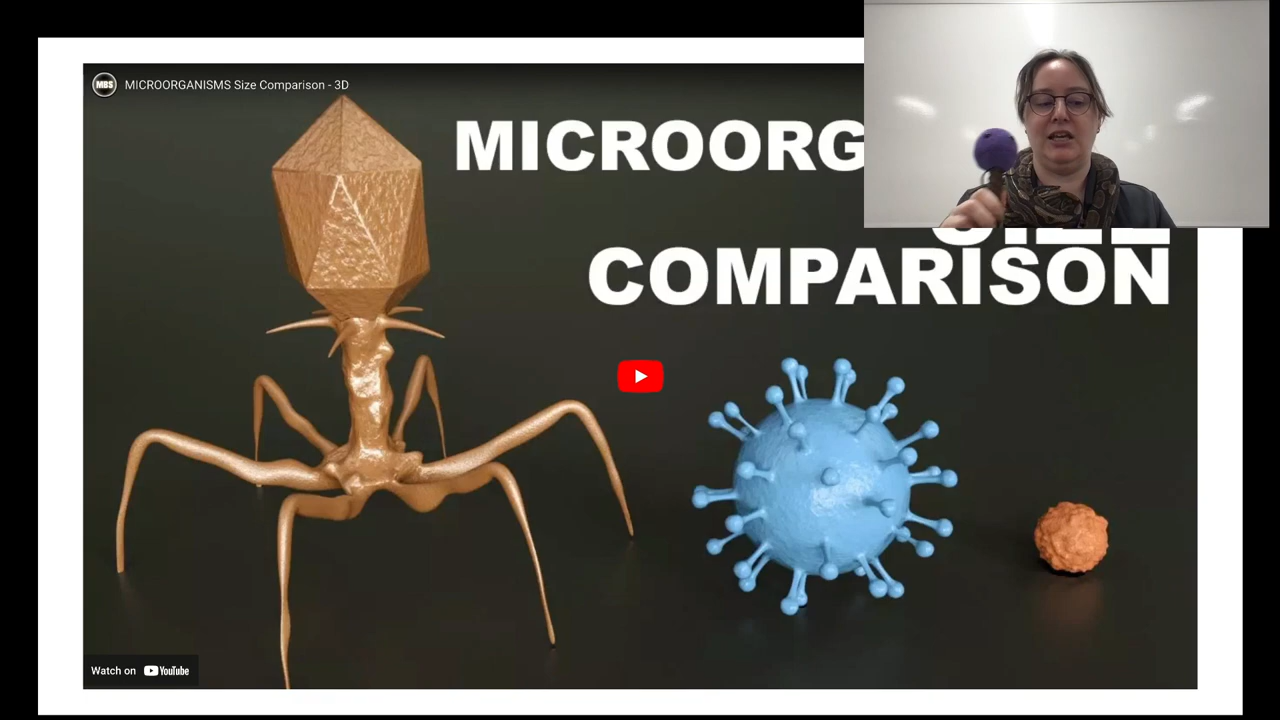 MBS
MICROORGANISMS Size Comparison - 3D
MICROORG
COMPARISON
Watch on YouTube